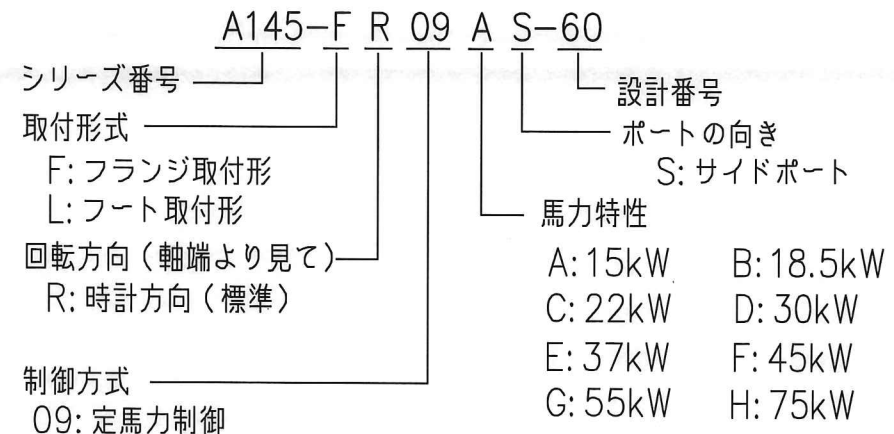 A145-F R 09 A S-60
シリーズ番号
取付形式
F: フランジ取付形
L: フート取付形
回転方向(軸端より見て)
R: 時計方向(標準)
制御方式
09: 定馬力制御
設計番号
ポートの向き
S: サイドポート
馬力特性
A: 15kW B: 18.5kW
C: 22kW D: 30kW
E: 37kW F: 45kW
G: 55kW H: 75kW